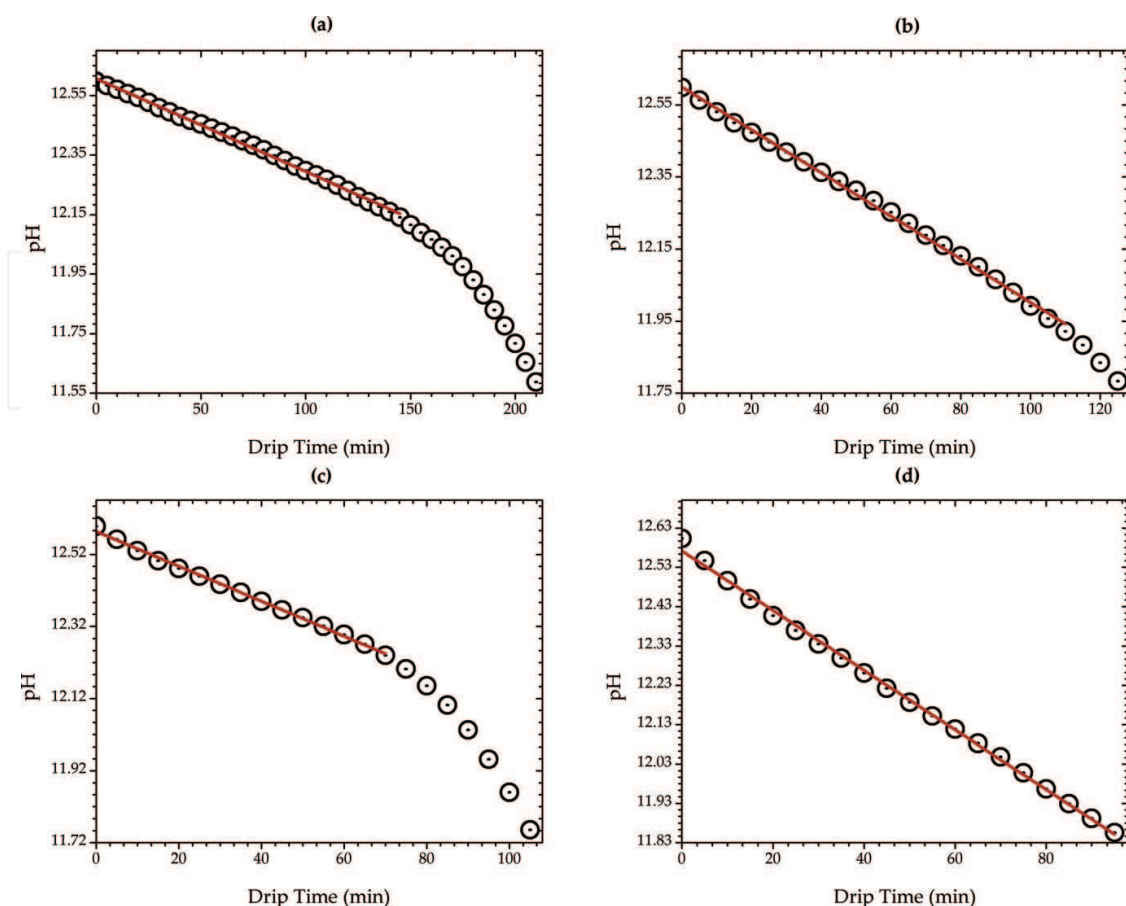 (a)
pH
12.55
12.35
12.15
11.95
11.75
11.55
0 50 100 150 200
Drip Time (min)
(b)
pH
12.55
12.35
12.15
11.95
11.75
0 20 40 60 80 100 120
Drip Time (min)
(c)
pH
12.52
12.32
12.12
11.92
11.72
0 20 40 60 80 100
Drip Time (min)
(d)
pH
12.63
12.53
12.43
12.33
12.23
12.13
12.03
11.93
11.83
0 20 40 60 80
Drip Time (min)